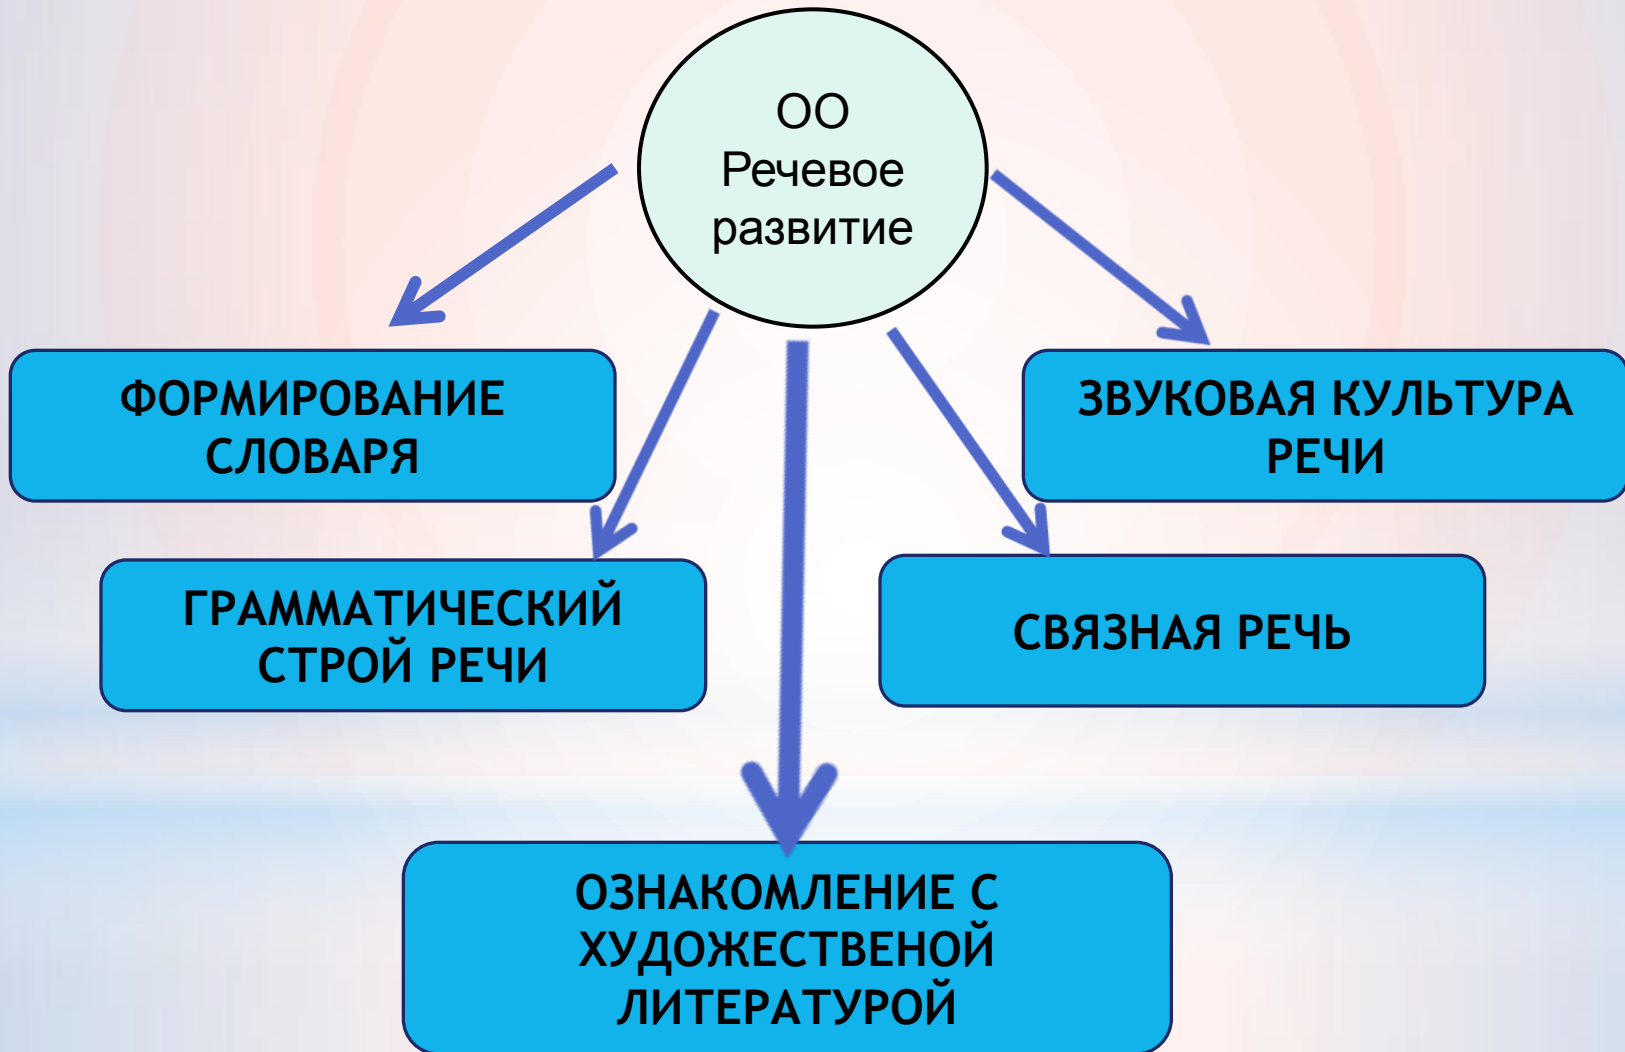 ОО
Речевое
развитие
ФОРМИРОВАНИЕ
СЛОВАРЯ
ЗВУКОВАЯ КУЛЬТУРА
РЕЧИ
ГРАММАТИЧЕСКИЙ
СТРОЙ РЕЧИ
СВЯЗНАЯ РЕЧЬ
ОЗНАКОМЛЕНИЕ С
ХУДОЖЕСТВЕНОЙ
ЛИТЕРАТУРОЙ